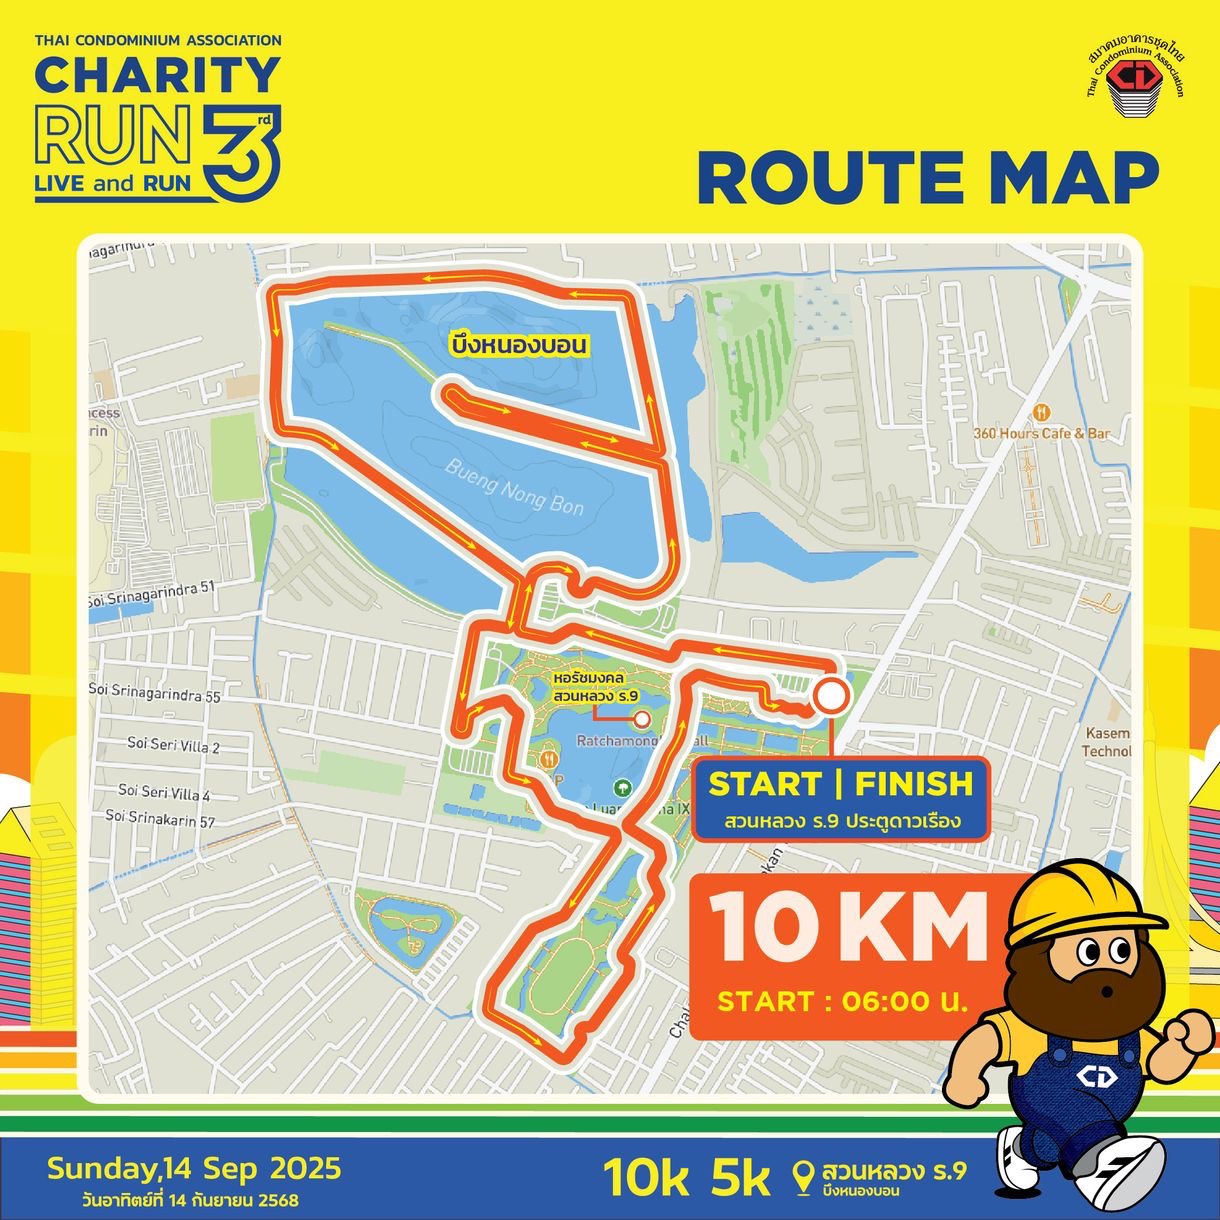 THAI CONDOMINIUM ASSOCIATION
CHARITY
RUN 3rd
LIVE and RUN
สมาคมอาคารชุดไทย
Thai Condominium Association
CD
ROUTE MAP
บึงหนองบอน
Bueng Nong Bon
360 Hours Cafe & Bar
Soi Srinagarindra 51
Soi Srinagarindra 55
หอรัชมงคล
สวนหลวง ร.9
Soi Seri Villa 2
Soi Seri Villa 4
Soi Srinakarin 57
Kasem
Technol
START | FINISH
สวนหลวง ร.9 ประตูดาวเรือง
10 KM
START : 06:00 น.
CD
Sunday,14 Sep 2025
วันอาทิตย์ที่ 14 กันยายน 2568
10k 5k
สวนหลวง ร.9
บึงหนองบอน